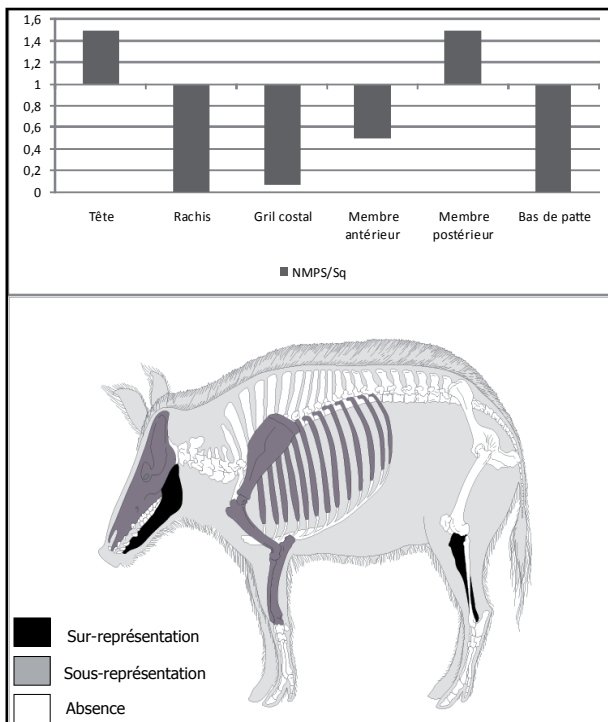 1,6
1,4
1,2
1
0,8
0,6
0,4
0,2
0
Tête Rachis Gril costal Membre antérieur Membre postérieur Bas de patte
NMPS/Sq
Sur-représentation
Sous-représentation
Absence